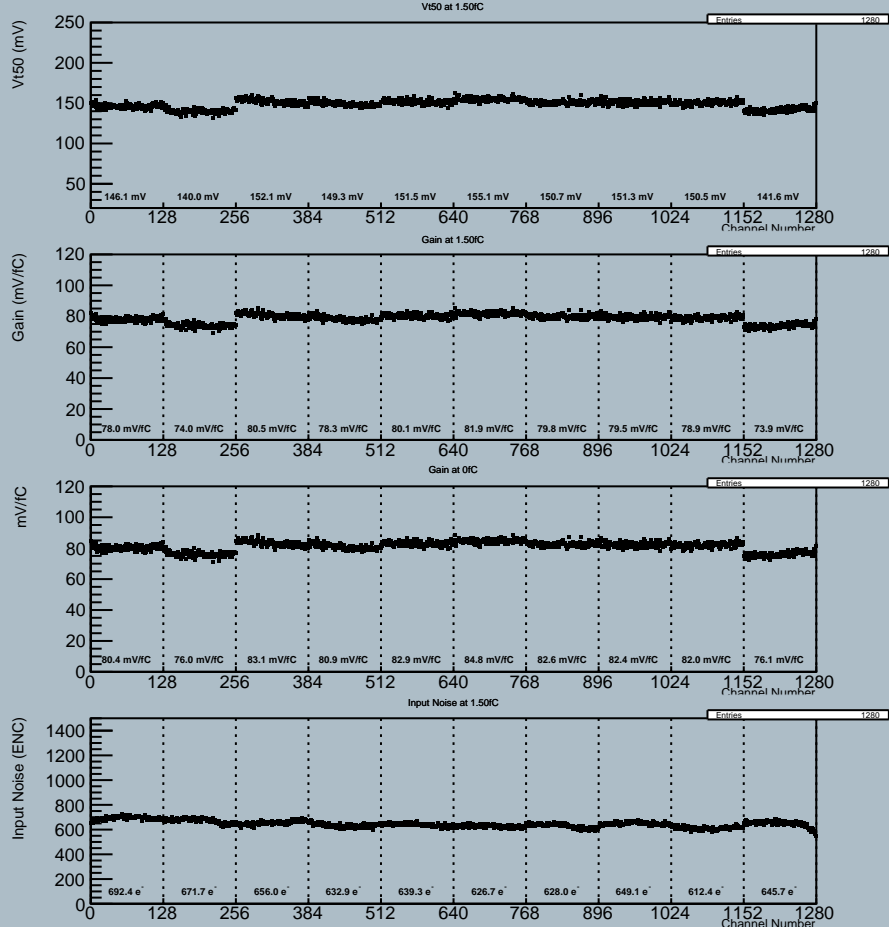 Vt50 at 1.50fC
Entries 1280
Vt50 (mV)
250
200
150
100
50
146.1 mV 140.0 mV 152.1 mV 149.3 mV 151.5 mV 155.1 mV 150.7 mV 151.3 mV 150.5 mV 141.6 mV
0 128 256 384 512 640 768 896 1024 1152 1280
Channel Number
Gain at 1.50fC
Entries 1280
Gain (mV/fC)
120
100
80
60
40
20
0
78.0 mV/fC 74.0 mV/fC 80.5 mV/fC 78.3 mV/fC 80.1 mV/fC 81.9 mV/fC 79.8 mV/fC 79.5 mV/fC 78.9 mV/fC 73.9 mV/fC
0 128 256 384 512 640 768 896 1024 1152 1280
Channel Number
Gain at 0fC
Entries 1280
mV/fC
120
100
80
60
40
20
0
80.4 mV/fC 76.0 mV/fC 83.1 mV/fC 80.9 mV/fC 82.9 mV/fC 84.8 mV/fC 82.6 mV/fC 82.4 mV/fC 82.0 mV/fC 76.1 mV/fC
0 128 256 384 512 640 768 896 1024 1152 1280
Channel Number
Input Noise at 1.50fC
Entries 1280
Input Noise (ENC)
1400
1200
1000
800
600
400
200
0
692.4 e⁻ 671.7 e⁻ 656.0 e⁻ 632.9 e⁻ 639.3 e⁻ 626.7 e⁻ 628.0 e⁻ 649.1 e⁻ 612.4 e⁻ 645.7 e⁻
0 128 256 384 512 640 768 896 1024 1152 1280
Channel Number